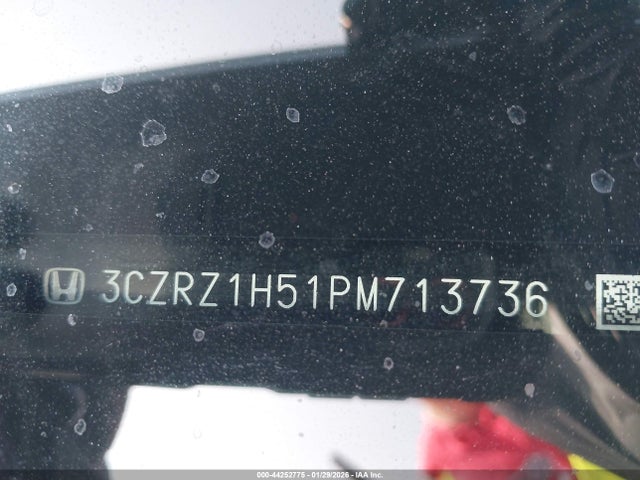 3CZRZ1H51PM713736
000-44252775 - 01/29/2026 - IAA Inc.